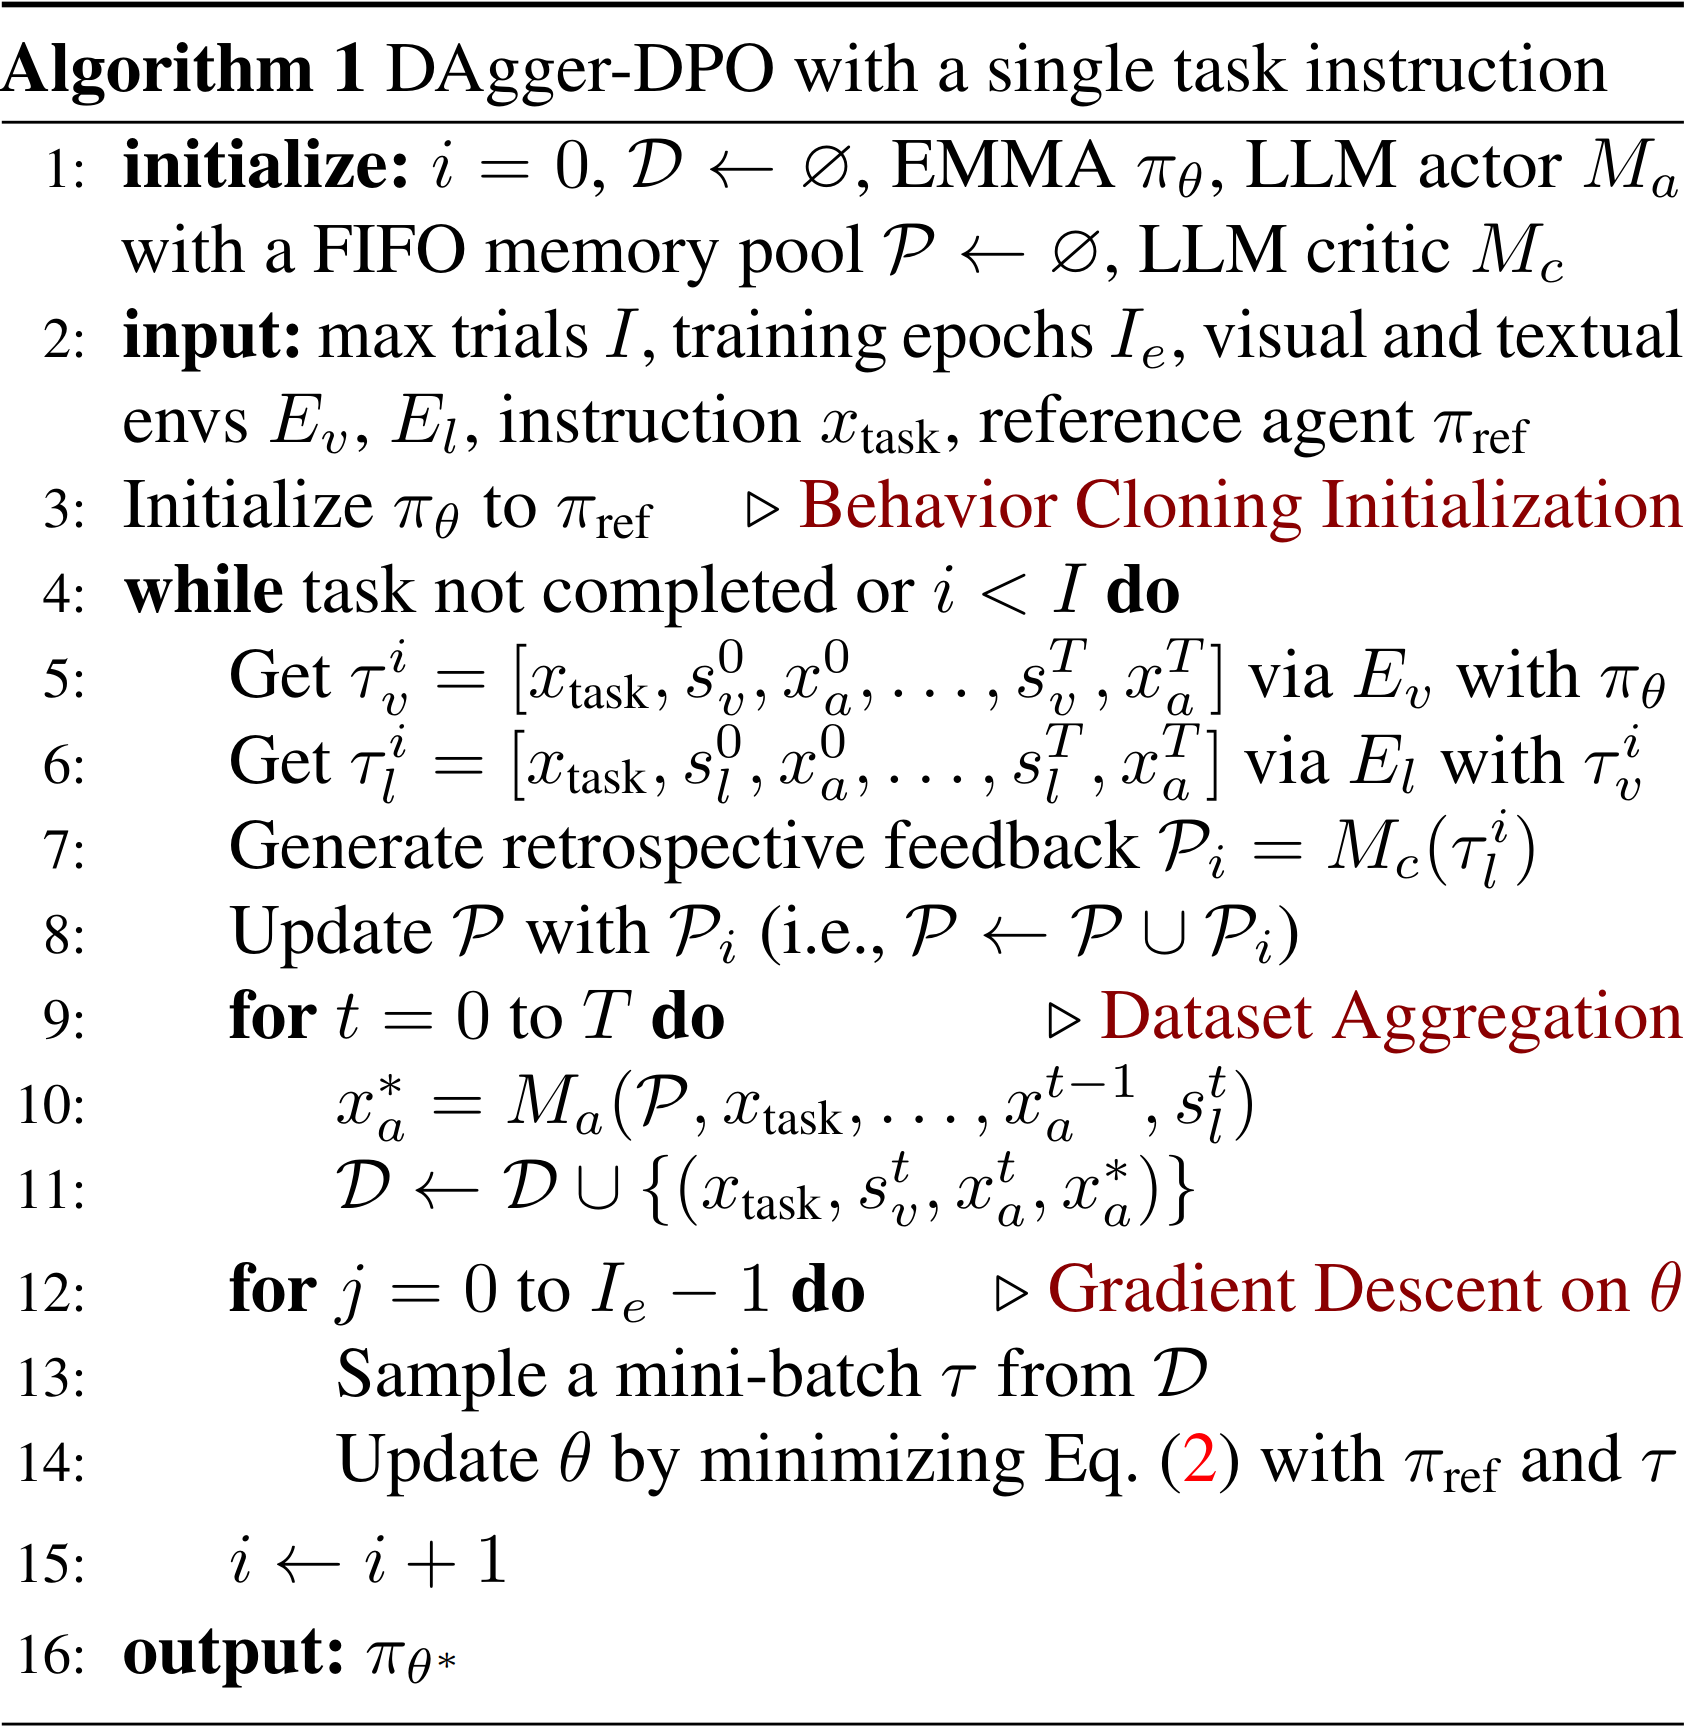 Algorithm 1 DAgger-DPO with a single task instruction
1: initialize: $i = 0$, $\mathcal{D} \leftarrow \varnothing$, EMMA $\pi_\theta$, LLM actor $M_a$
with a FIFO memory pool $\mathcal{P} \leftarrow \varnothing$, LLM critic $M_c$
2: input: max trials $I$, training epochs $I_e$, visual and textual
envs $E_v$, $E_l$, instruction $x_{\text{task}}$, reference agent $\pi_{\text{ref}}$
3: Initialize $\pi_\theta$ to $\pi_{\text{ref}}$ ▷ Behavior Cloning Initialization
4: while task not completed or $i < I$ do
5: Get $\tau_v^i = [x_{\text{task}}, s_v^0, x_a^0, \ldots, s_v^T, x_a^T]$ via $E_v$ with $\pi_\theta$
6: Get $\tau_l^i = [x_{\text{task}}, s_l^0, x_a^0, \ldots, s_l^T, x_a^T]$ via $E_l$ with $\tau_v^i$
7: Generate retrospective feedback $\mathcal{P}_i = M_c(\tau_l^i)$
8: Update $\mathcal{P}$ with $\mathcal{P}_i$ (i.e., $\mathcal{P} \leftarrow \mathcal{P} \cup \mathcal{P}_i$)
9: for $t = 0$ to $T$ do ▷ Dataset Aggregation
10: $x_a^* = M_a(\mathcal{P}, x_{\text{task}}, \ldots, x_a^{t-1}, s_l^t)$
11: $\mathcal{D} \leftarrow \mathcal{D} \cup \{(x_{\text{task}}, s_v^t, x_a^t, x_a^*)\}$
12: for $j = 0$ to $I_e - 1$ do ▷ Gradient Descent on $\theta$
13: Sample a mini-batch $\tau$ from $\mathcal{D}$
14: Update $\theta$ by minimizing Eq. (2) with $\pi_{\text{ref}}$ and $\tau$
15: $i \leftarrow i + 1$
16: output: $\pi_{\theta^*}$